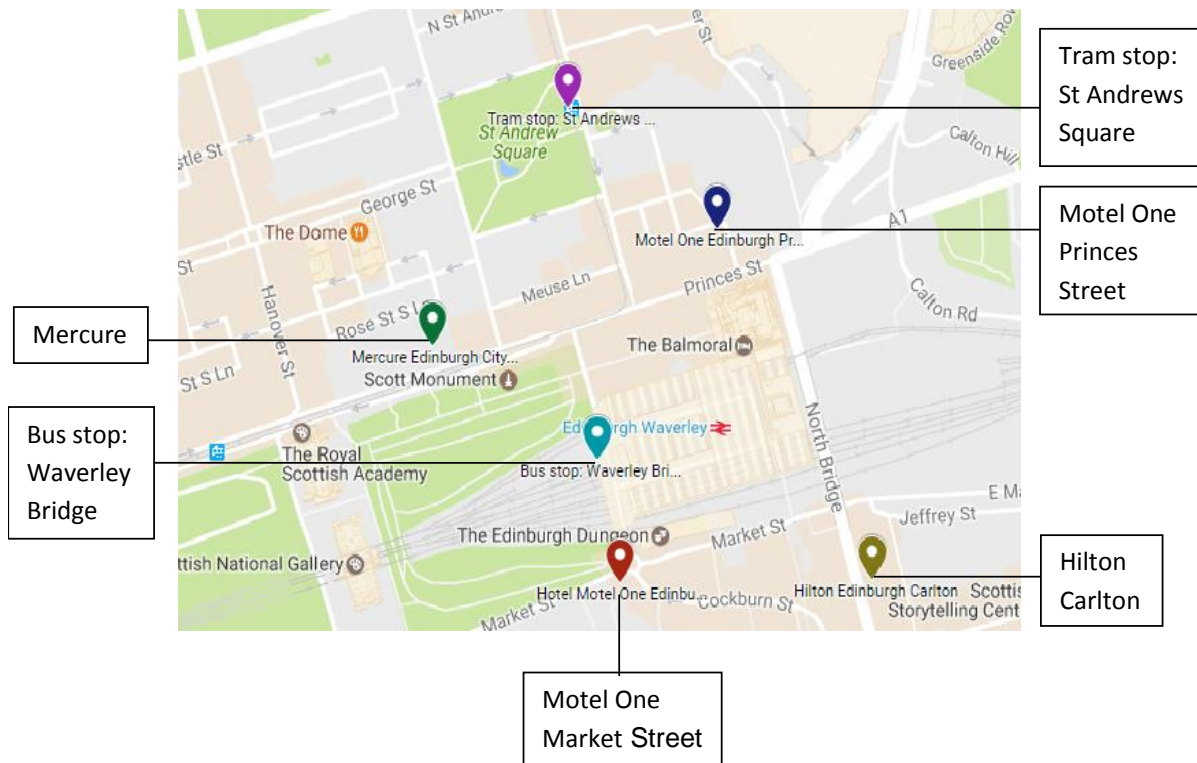 N St Andre
er St
Greenside Row
Tram stop:
St Andrews
Square
Tram stop: St Andrews ...
St Andrew
Square
Calton Hill
stle St
George St
A1
The Dome
Motel One Edinburgh Pr...
Motel One
Princes
Street
St
Hanover St
Meuse Ln
Princes St
Calton Rd
Rose St S Ln
Mercure
Mercure Edinburgh City...
The Balmoral
St S Ln
Scott Monument
North Bridge
Bus stop:
Waverley
Bridge
Edinburgh Waverley
The Royal
Scottish Academy
Bus stop: Waverley Bri...
E Ma
Jeffrey St
The Edinburgh Dungeon
Market St
ttish National Gallery
Hilton
Carlton
Hotel Motel One Edinbu...
Hilton Edinburgh Carlton
Scottis
Storytelling Cent
Market St
Cockburn St
Motel One
Market Street